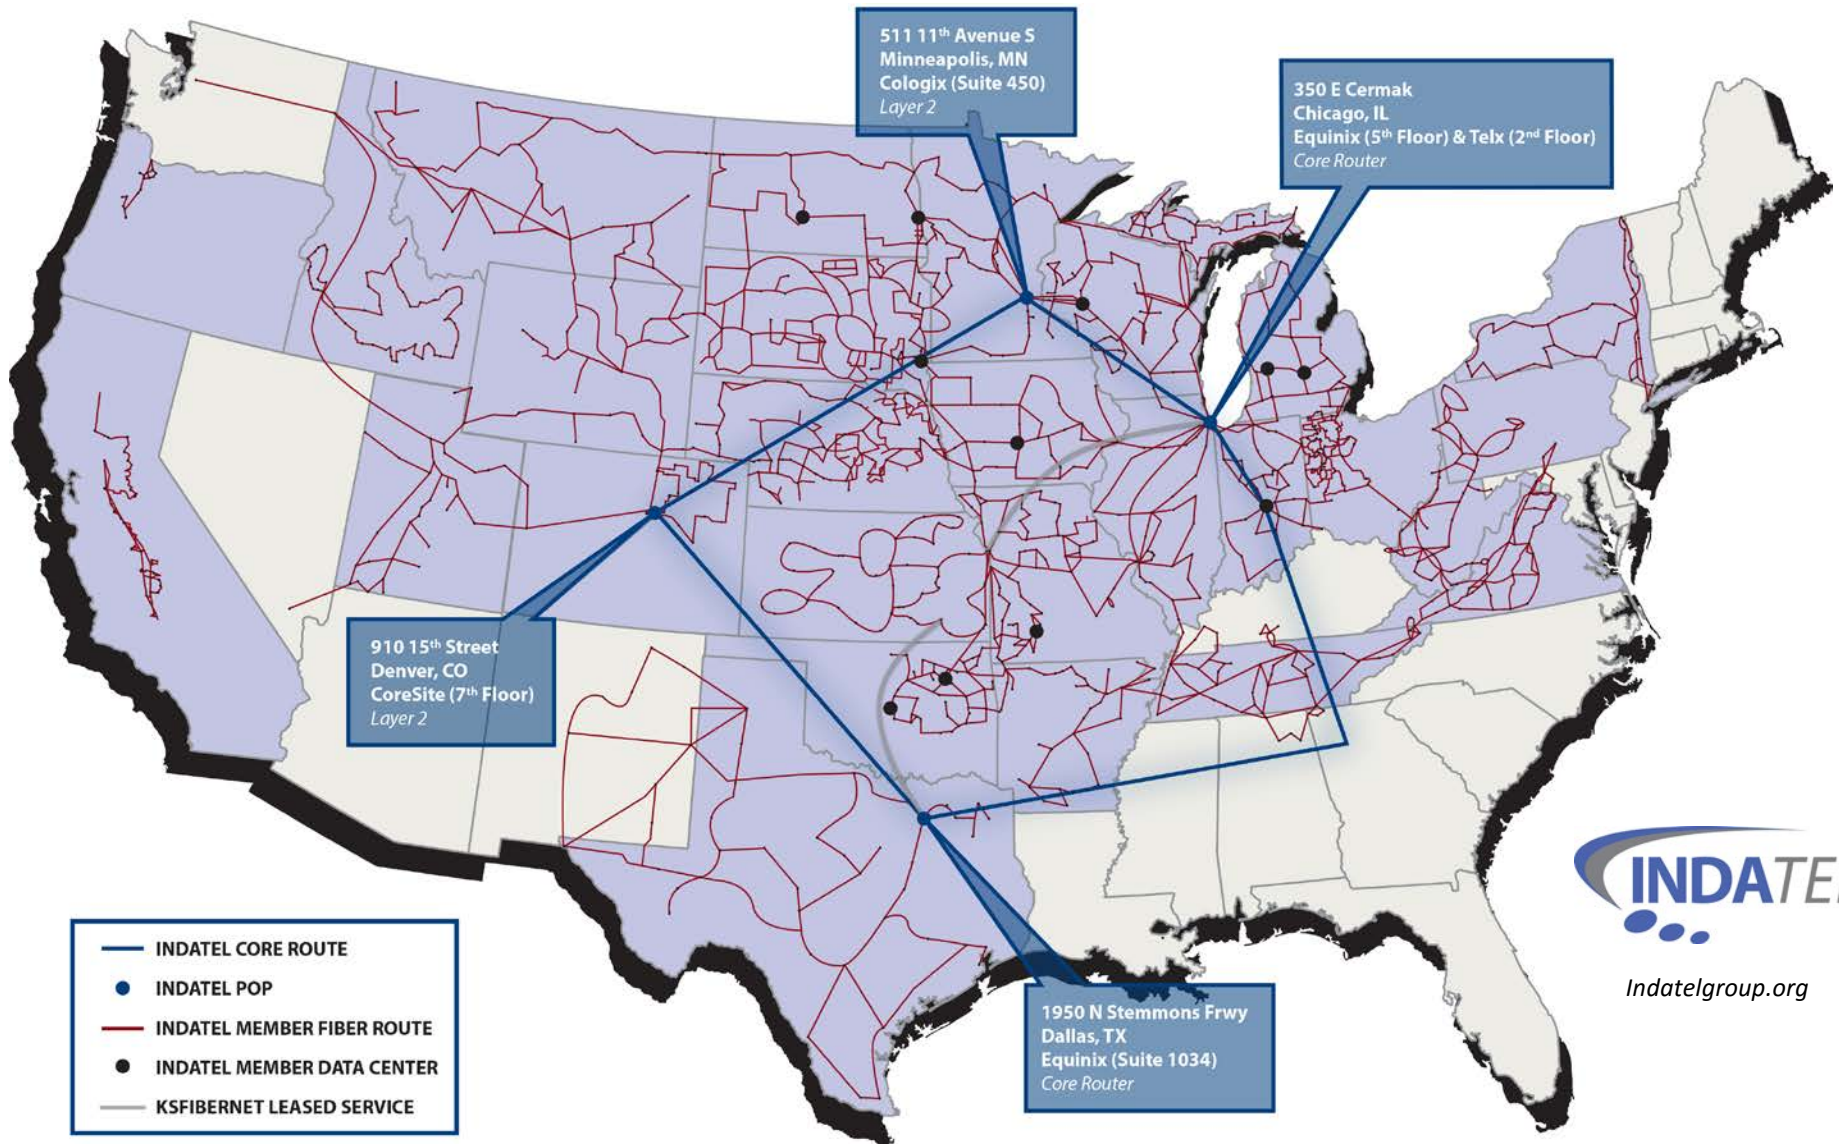 511 11th Avenue S
Minneapolis, MN
Cologix (Suite 450)
Layer 2
350 E Cermak
Chicago, IL
Equinix (5th Floor) & Telx (2nd Floor)
Core Router
910 15th Street
Denver, CO
CoreSite (7th Floor)
Layer 2
1950 N Stemmons Frwy
Dallas, TX
Equinix (Suite 1034)
Core Router
INDATEL CORE ROUTE
INDATEL POP
INDATEL MEMBER FIBER ROUTE
INDATEL MEMBER DATA CENTER
KSFIBERNET LEASED SERVICE
INDATE
Indatelgroup.org